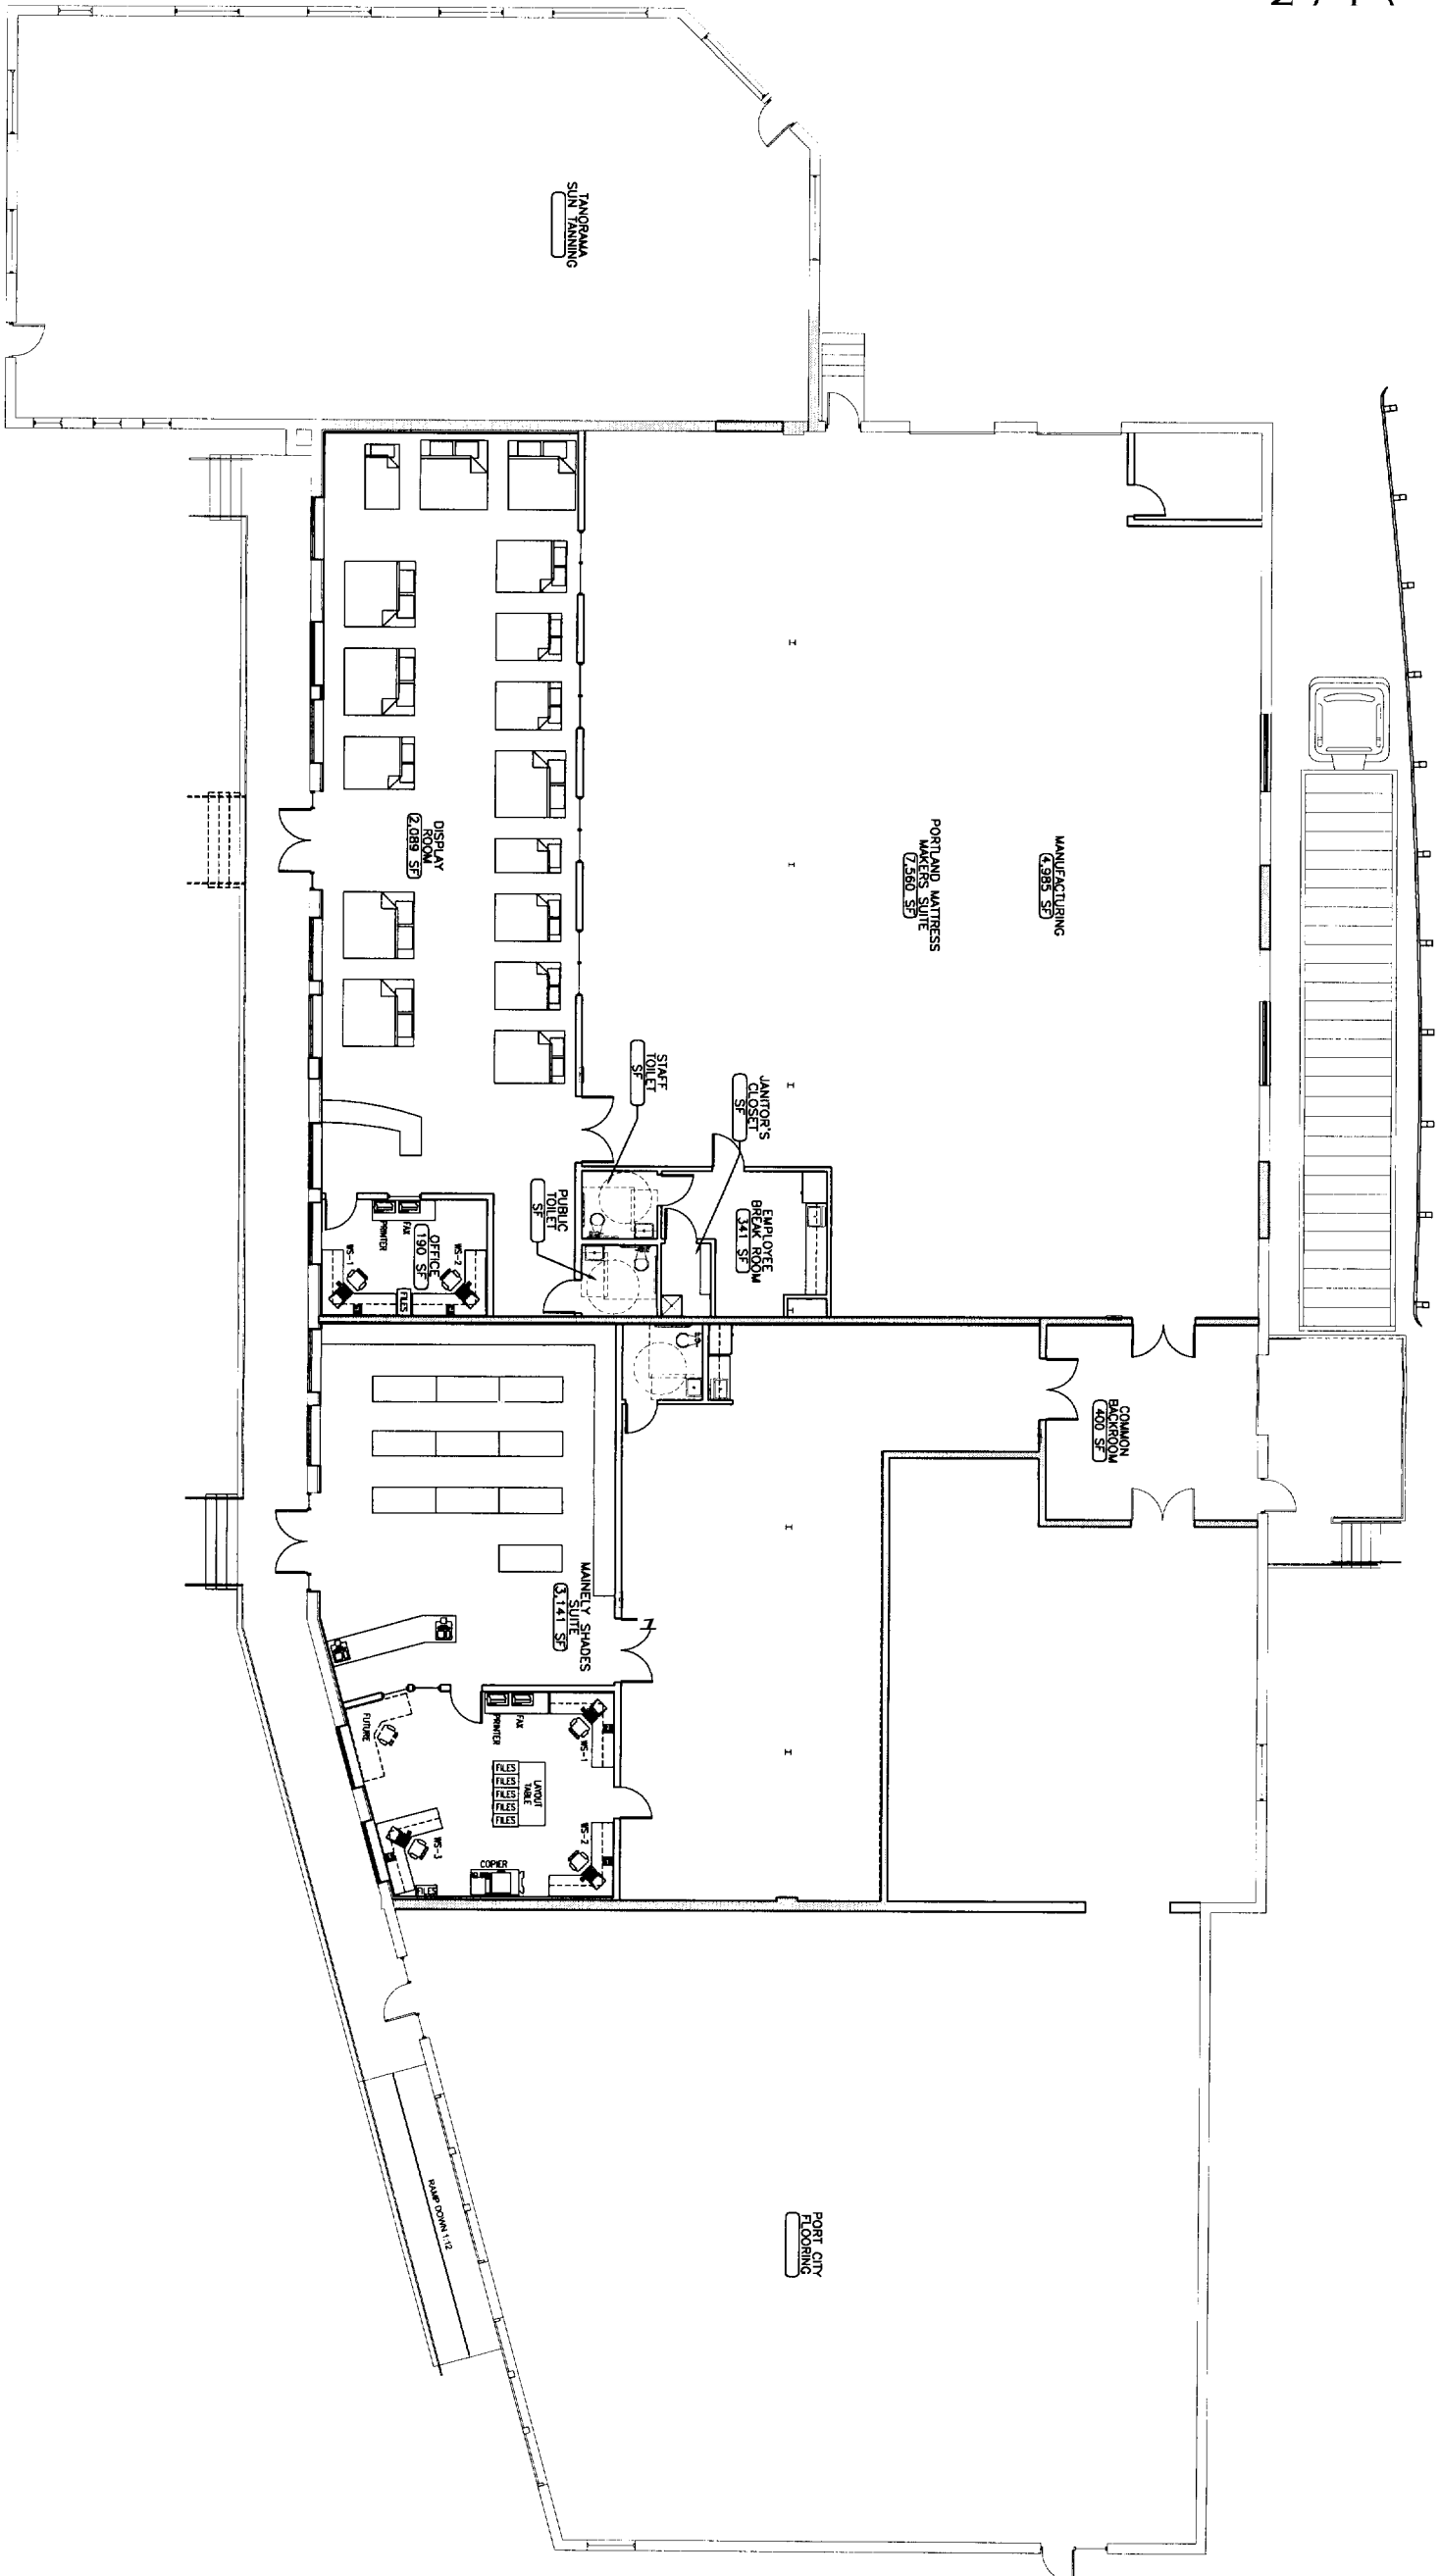 TANORAMA
SUN TANNING
MANUFACTURING
4,985 SF
PORTLAND MATTRESS
MAKERS SUITE
7,560 SF
DISPLAY
ROOM
2,089 SF
STAFF
TOILET
SF
JANITOR'S
CLOSET
SF
PUBLIC
TOILET
SF
EMPLOYEE
BREAK ROOM
341 SF
OFFICE
190 SF
FAX
PRINTER
WS-1
WS-2
FILES
COMMON
BACKROOM
400 SF
MAINELY SHADES
SUITE
3,141 SF
FAX
PRINTER
WS-1
FUTURE
LAYOUT
TABLE
FILES
FILES
FILES
FILES
FILES
WS-2
WS-3
COPIER
FILES
RAMP DOWN 1:12
PORT CITY
FLOORING